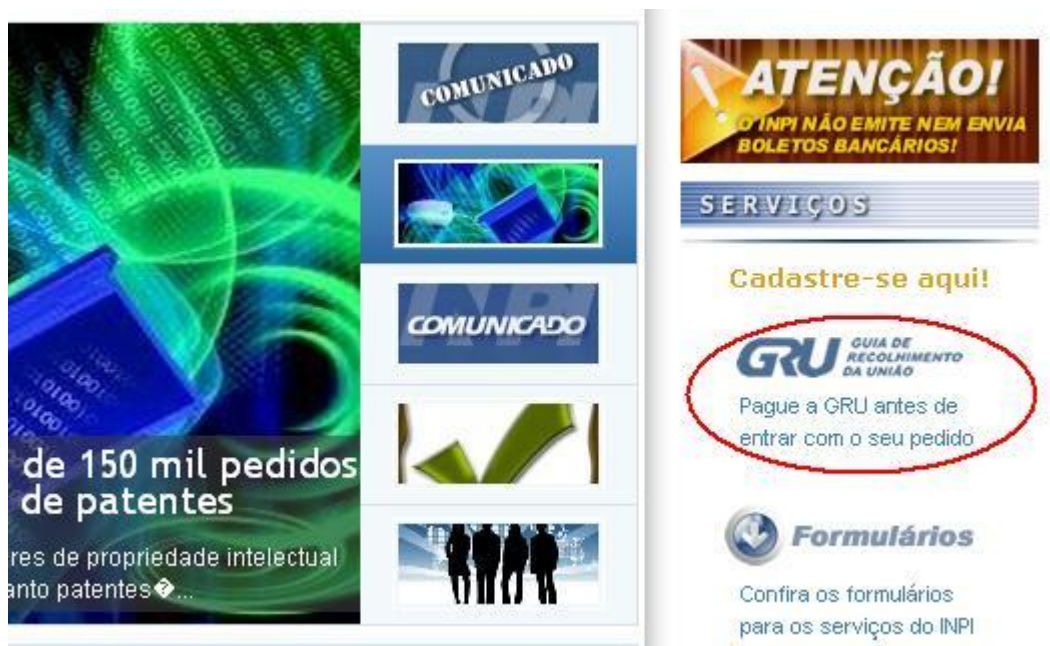 de 150 mil pedidos
de patentes
res de propriedade intelectual
anto patentes�...
COMUNICADO
INPI
INPI
COMUNICADO
ATENÇÃO!
O INPI NÃO EMITE NEM ENVIA
BOLETOS BANCÁRIOS!
SERVIÇOS
Cadastre-se aqui!
GRU GUIA DE
RECOLHIMENTO
DA UNIÃO
Pague a GRU antes de
entrar com o seu pedido
Formulários
Confira os formulários
para os serviços do INPI